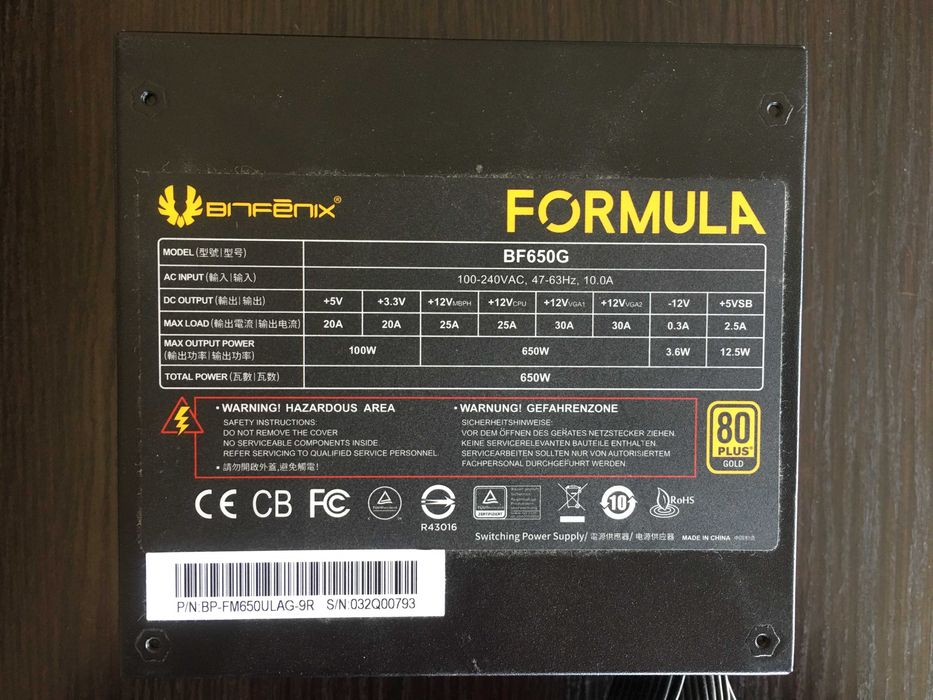 BITFENIX®
FORMULA
MODEL (型號|型号) BF650G
AC INPUT (輸入|输入) 100-240VAC, 47-63Hz, 10.0A
DC OUTPUT (輸出|输出) +5V +3.3V +12VMBPH +12VCPU +12VVGA1 +12VVGA2 -12V +5VSB
MAX LOAD (輸出電流|输出电流) 20A 20A 25A 25A 30A 30A 0.3A 2.5A
MAX OUTPUT POWER
(輸出功率|输出功率) 100W 650W 3.6W 12.5W
TOTAL POWER (瓦數|瓦数) 650W
• WARNING! HAZARDOUS AREA
SAFETY INSTRUCTIONS:
DO NOT REMOVE THE COVER
NO SERVICEABLE COMPONENTS INSIDE.
REFER SERVICING TO QUALIFIED SERVICE PERSONNEL.
▪ 請勿開啟外蓋,避免觸電!
• WARNUNG! GEFAHRENZONE
SICHERHEITSHINWEISE:
VOR DEM ÖFFNEN DES GERÄTES NETZSTECKER ZIEHEN.
KEINE SERVICERELEVANTEN BAUTEILE ENTHALTEN.
SERVICEARBEITEN SOLLTEN NUR VON AUTORISIERTEM
FACHPERSONAL DURCHGEFÜHRT WERDEN.
80
PLUS®
GOLD
CE CB FC
R43016
ZERTIFIZIERT
10
RoHS
Switching Power Supply/ 電源供應器/ 电源供应器 MADE IN CHINA 中国制造
P/N:BP-FM650ULAG-9R S/N:032Q00793